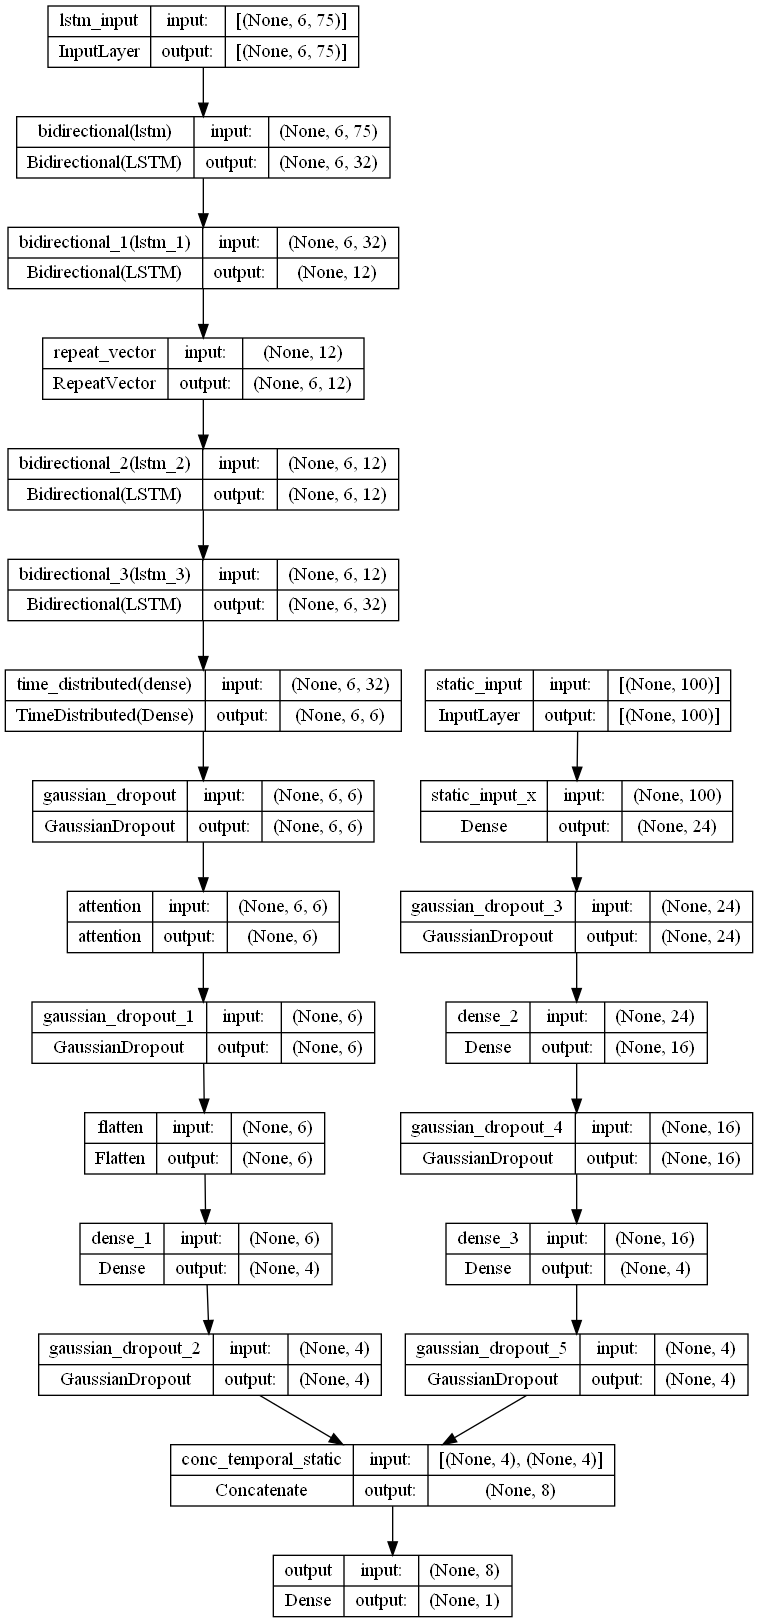 lstm_input input: [(None, 6, 75)]
InputLayer output: [(None, 6, 75)]
bidirectional(lstm) input: (None, 6, 75)
Bidirectional(LSTM) output: (None, 6, 32)
bidirectional_1(lstm_1) input: (None, 6, 32)
Bidirectional(LSTM) output: (None, 12)
repeat_vector input: (None, 12)
RepeatVector output: (None, 6, 12)
bidirectional_2(lstm_2) input: (None, 6, 12)
Bidirectional(LSTM) output: (None, 6, 12)
bidirectional_3(lstm_3) input: (None, 6, 12)
Bidirectional(LSTM) output: (None, 6, 32)
time_distributed(dense) input: (None, 6, 32)
TimeDistributed(Dense) output: (None, 6, 6)
gaussian_dropout input: (None, 6, 6)
GaussianDropout output: (None, 6, 6)
attention input: (None, 6, 6)
attention output: (None, 6)
gaussian_dropout_1 input: (None, 6)
GaussianDropout output: (None, 6)
flatten input: (None, 6)
Flatten output: (None, 6)
dense_1 input: (None, 6)
Dense output: (None, 4)
gaussian_dropout_2 input: (None, 4)
GaussianDropout output: (None, 4)
static_input input: [(None, 100)]
InputLayer output: [(None, 100)]
static_input_x input: (None, 100)
Dense output: (None, 24)
gaussian_dropout_3 input: (None, 24)
GaussianDropout output: (None, 24)
dense_2 input: (None, 24)
Dense output: (None, 16)
gaussian_dropout_4 input: (None, 16)
GaussianDropout output: (None, 16)
dense_3 input: (None, 16)
Dense output: (None, 4)
gaussian_dropout_5 input: (None, 4)
GaussianDropout output: (None, 4)
conc_temporal_static input: [(None, 4), (None, 4)]
Concatenate output: (None, 8)
output input: (None, 8)
Dense output: (None, 1)